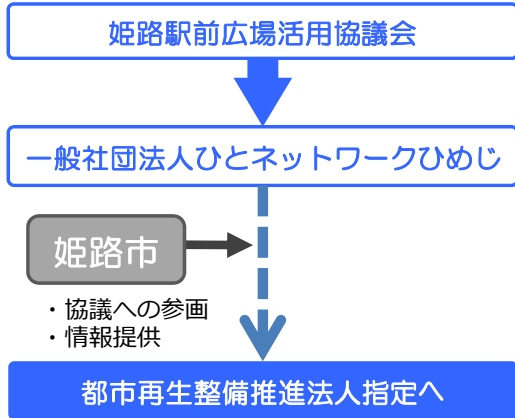 姫路駅前広場活用協議会
一般社団法人ひとネットワークひめじ
姫路市
・協議への参画
・情報提供
都市再生整備推進法人指定へ